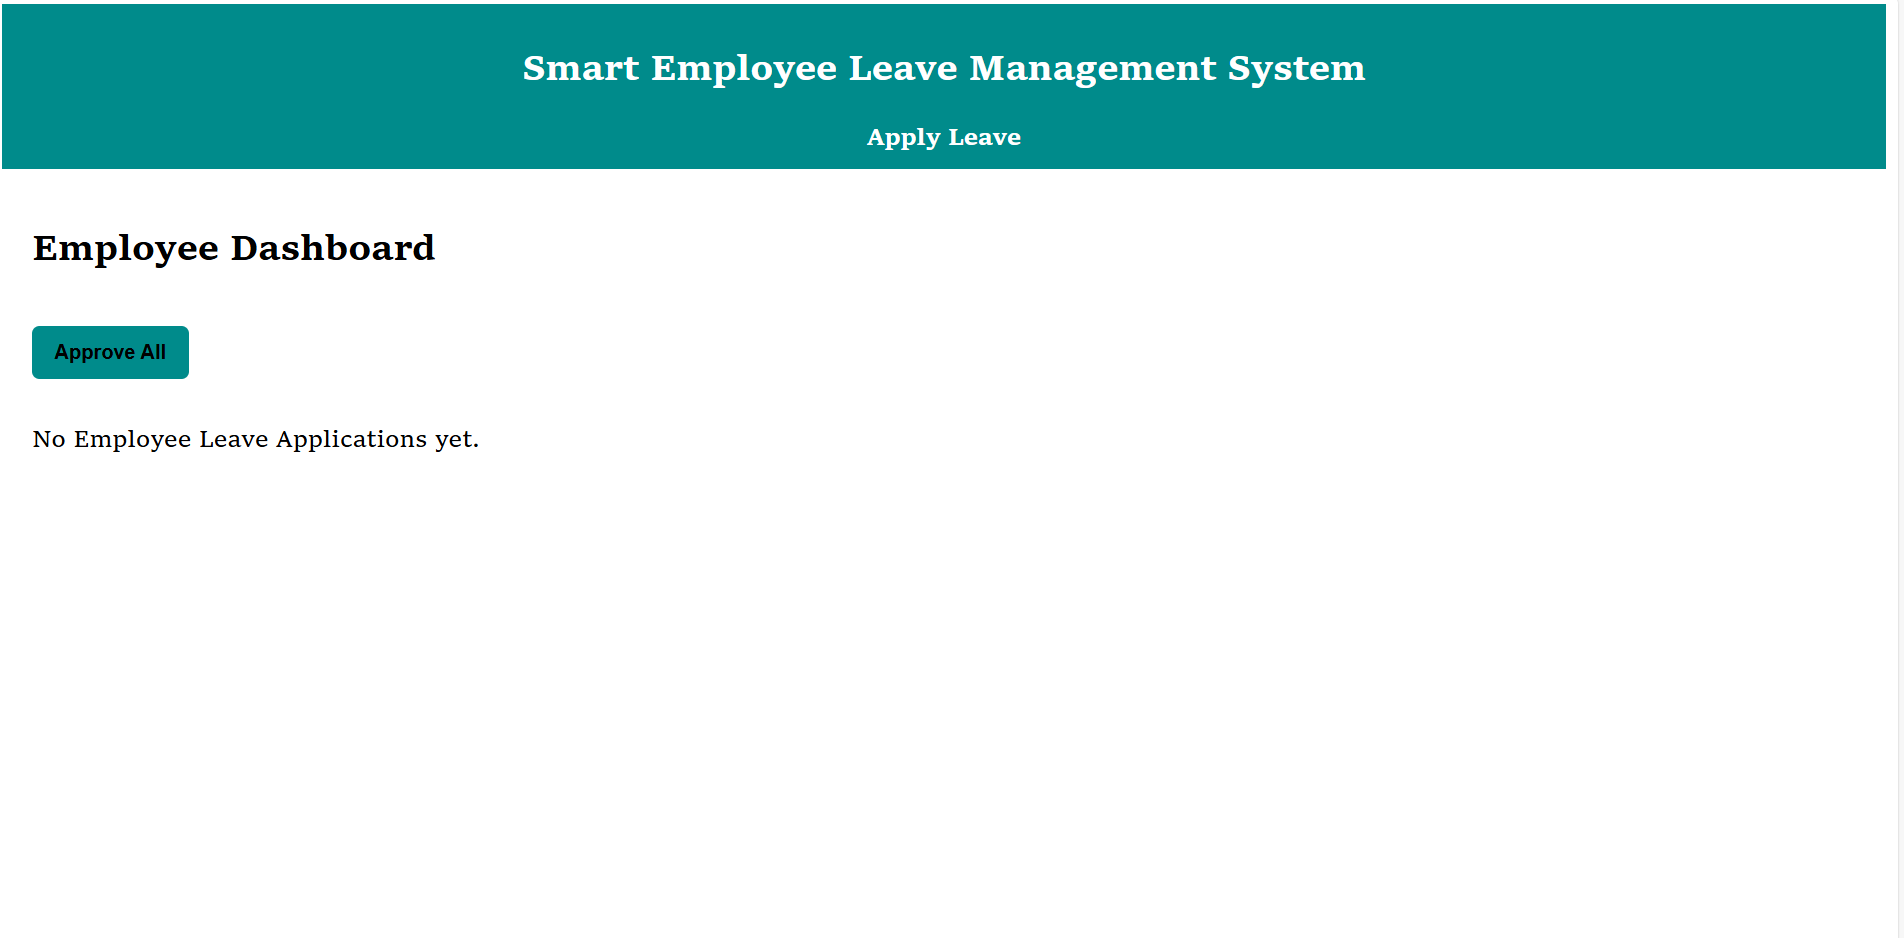 Smart Employee Leave Management System
Apply Leave
Employee Dashboard
Approve All
No Employee Leave Applications yet.